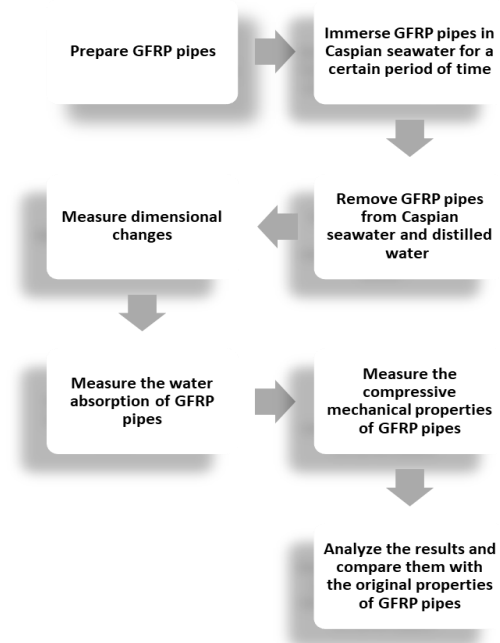 Prepare GFRP pipes
Immerse GFRP pipes in
Caspian seawater for a
certain period of time
Remove GFRP pipes
from Caspian
seawater and distilled
water
Measure dimensional
changes
Measure the water
absorption of GFRP
pipes
Measure the
compressive
mechanical properties
of GFRP pipes
Analyze the results and
compare them with
the original properties
of GFRP pipes